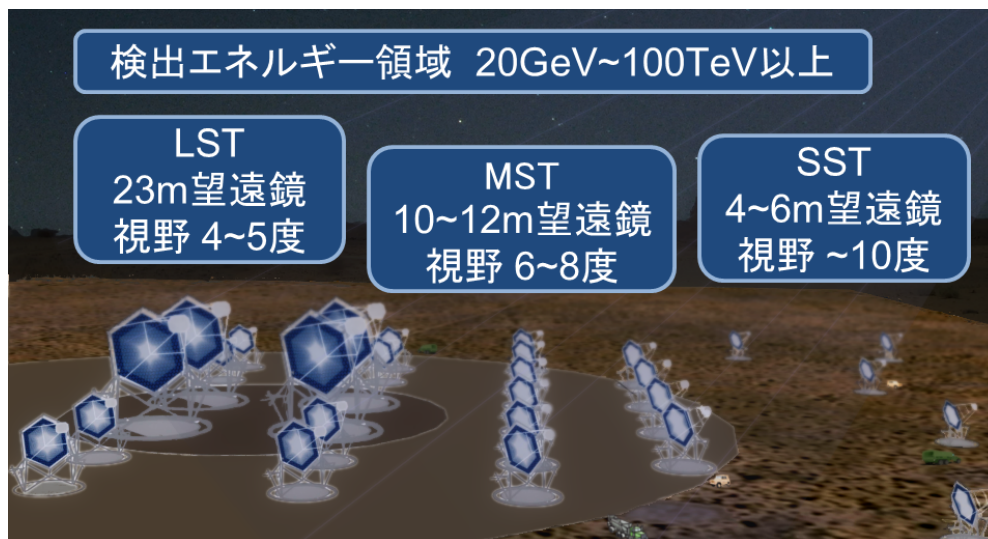 検出エネルギー領域 20GeV~100TeV以上
LST
23m望遠鏡
視野 4~5度
MST
10~12m望遠鏡
視野 6~8度
SST
4~6m望遠鏡
視野 ~10度